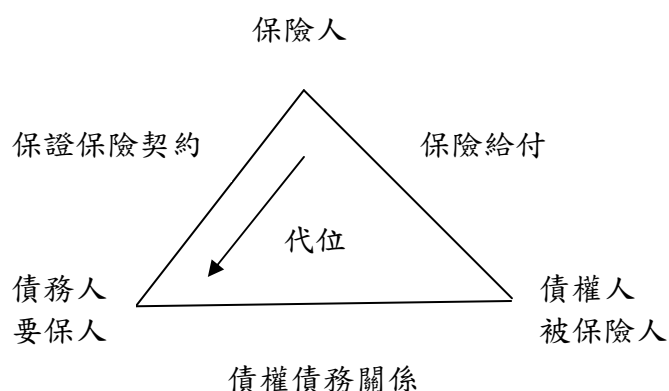 保險人
保證保險契約
保險給付
代位
債務人
要保人
債權人
被保險人
債權債務關係